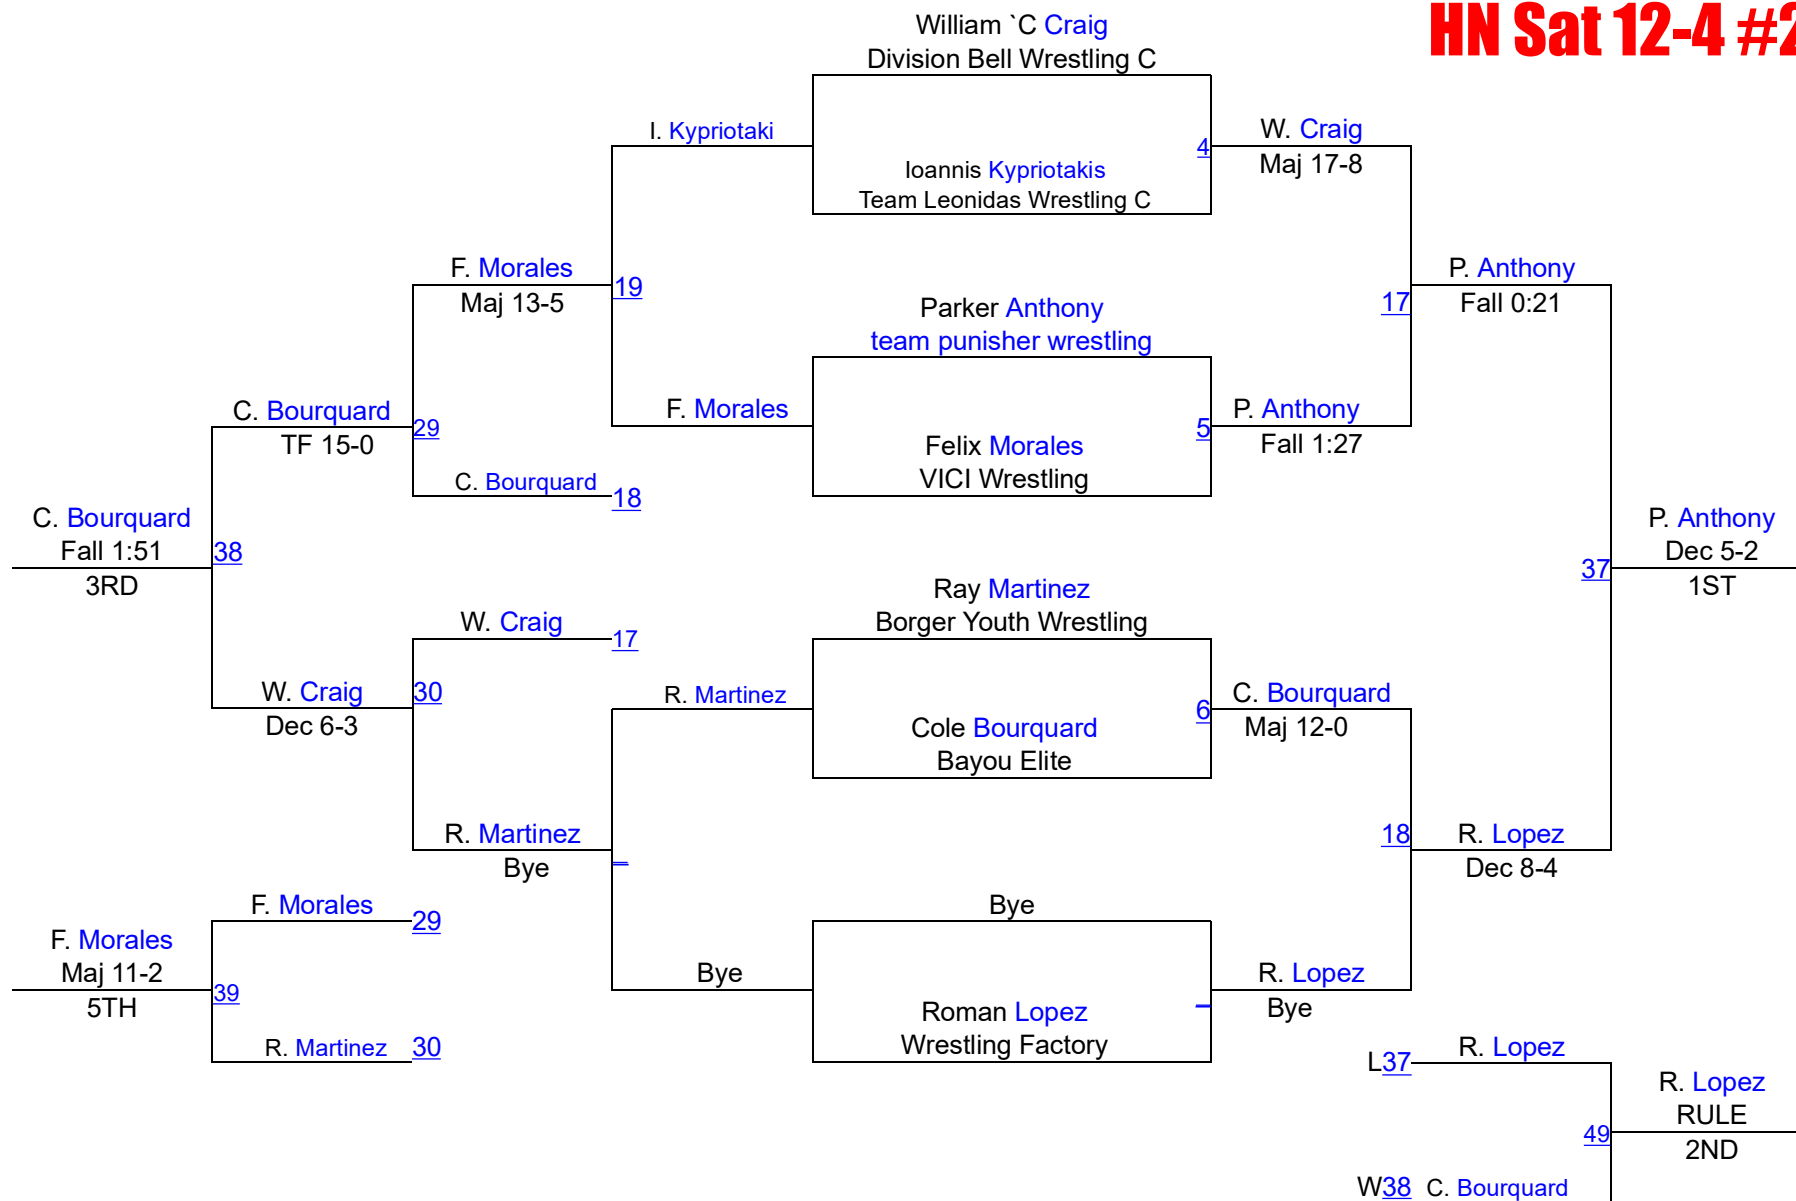 HN Sat 12-4 #2
William `C Craig
Division Bell Wrestling C
I. Kypriotaki
4
W. Craig
Maj 17-8
Ioannis Kypriotakis
Team Leonidas Wrestling C
F. Morales
Maj 13-5
19
Parker Anthony
team punisher wrestling
17
P. Anthony
Fall 0:21
C. Bourquard
TF 15-0
29
F. Morales
5
P. Anthony
Fall 1:27
Felix Morales
VICI Wrestling
C. Bourquard
18
C. Bourquard
Fall 1:51
3RD
38
P. Anthony
Dec 5-2
1ST
37
Ray Martinez
Borger Youth Wrestling
W. Craig
17
W. Craig
Dec 6-3
30
R. Martinez
6
C. Bourquard
Maj 12-0
Cole Bourquard
Bayou Elite
R. Martinez
Bye
18
R. Lopez
Dec 8-4
F. Morales
29
Bye
F. Morales
Maj 11-2
5TH
39
Bye
R. Lopez
Bye
Roman Lopez
Wrestling Factory
R. Martinez
30
L37
R. Lopez
R. Lopez
RULE
2ND
49
W38
C. Bourquard